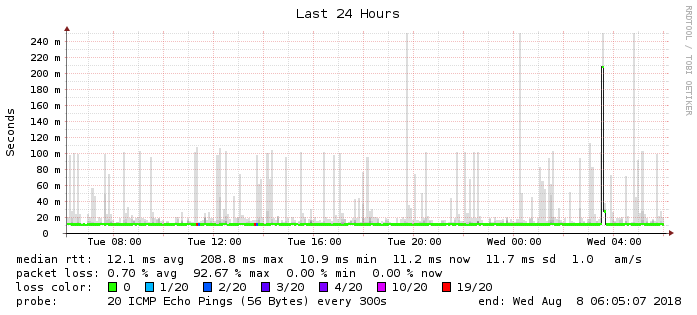 Last 24 Hours
RRDTOOL / TOBI OETIKER
Seconds
240 m
220 m
200 m
180 m
160 m
140 m
120 m
100 m
80 m
60 m
40 m
20 m
0
Tue 08:00 Tue 12:00 Tue 16:00 Tue 20:00 Wed 00:00 Wed 04:00
median rtt: 12.1 ms avg 208.8 ms max 10.9 ms min 11.2 ms now 11.7 ms sd 1.0 am/s
packet loss: 0.70 % avg 92.67 % max 0.00 % min 0.00 % now
loss color: 0 1/20 2/20 3/20 4/20 10/20 19/20
probe: 20 ICMP Echo Pings (56 Bytes) every 300s end: Wed Aug 8 06:05:07 2018